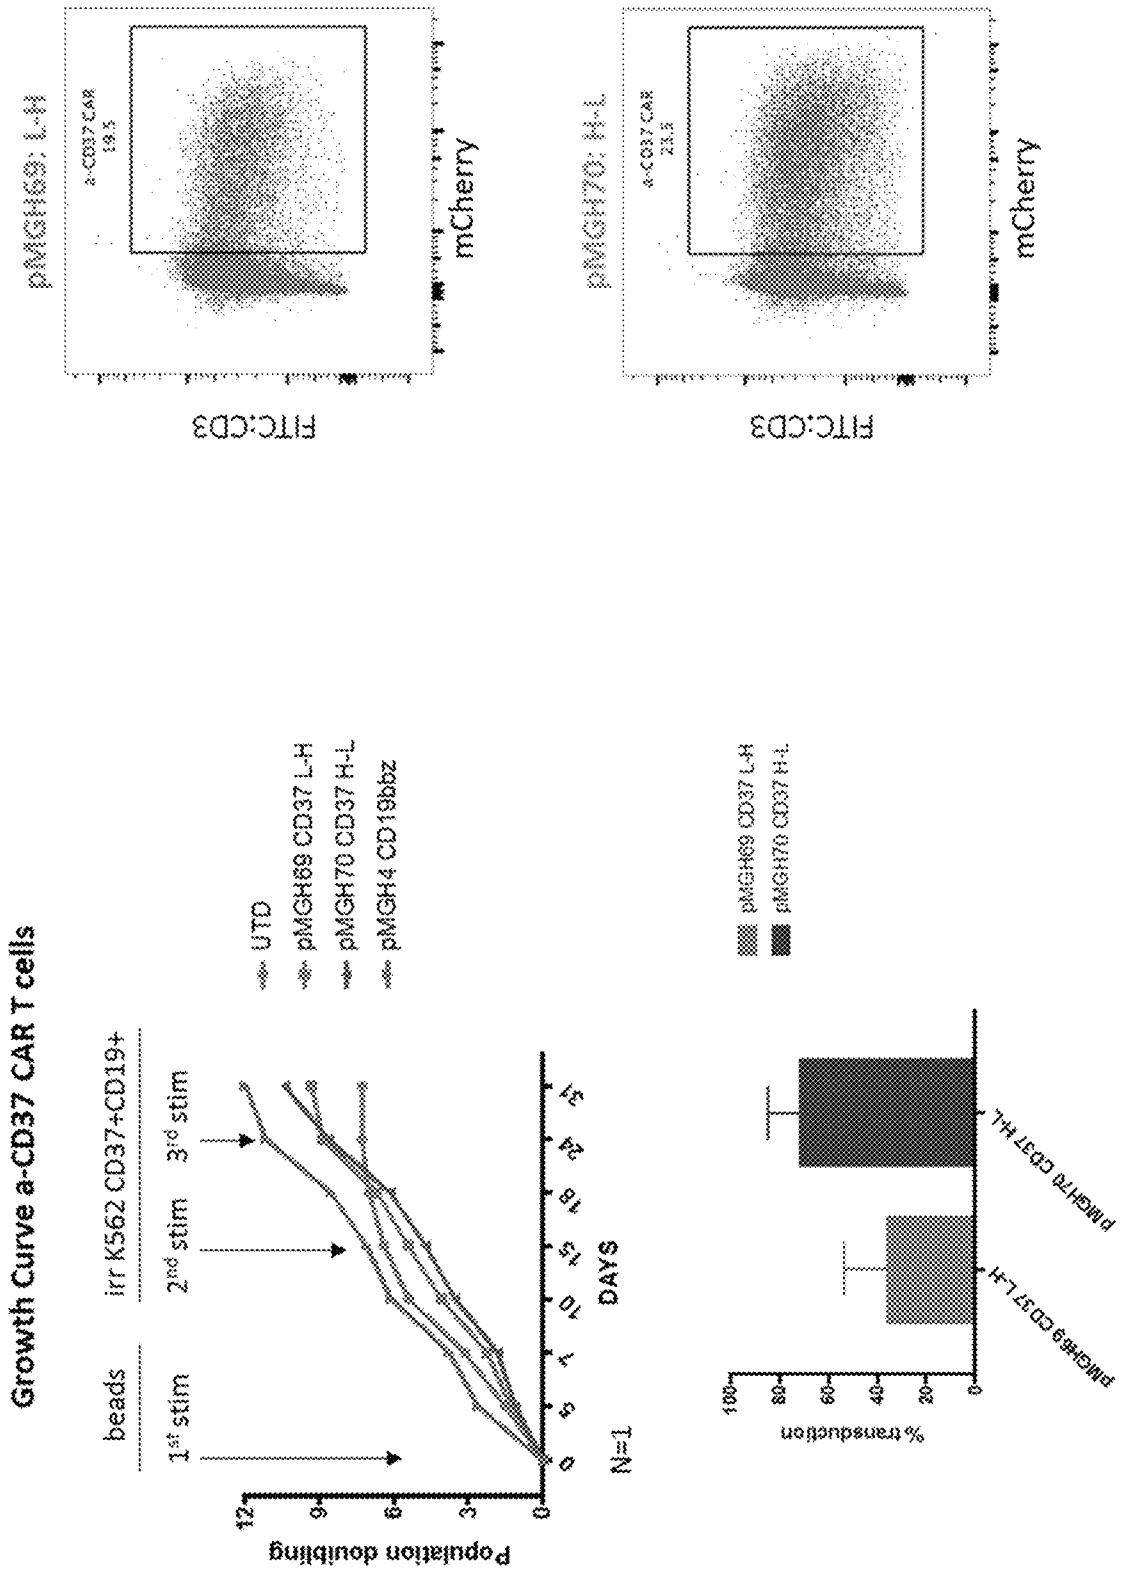 Growth Curve a-CD37 CAR T cells
beads
irr K562 CD37+CD19+
1st stim
2nd stim
3rd stim
Population doubling
12
9
6
3
0
0 5 7 10 15 18 24 31
DAYS
N=1
UTD
pMGH69 CD37 L-H
pMGH70 CD37 H-L
pMGH4 CD19bbz
% transduction
100
80
60
40
20
0
pMGH69 CD37 L-H
pMGH70 CD37 H-L
pMGH69 CD37 L-H
pMGH70 CD37 H-L
pMGH69: L-H
a-CD37 CAR
19.5
FITC:CD3
mCherry
pMGH70: H-L
a-CD37 CAR
FITC:CD3
mCherry